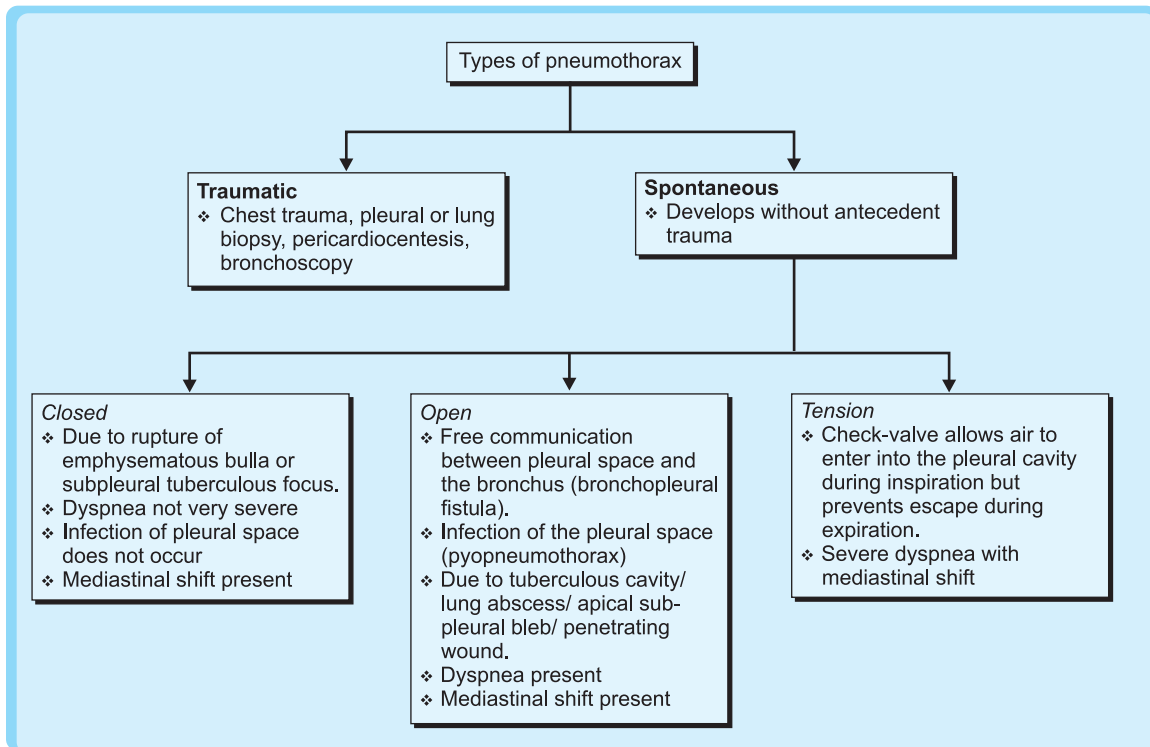 Types of pneumothorax
Traumatic
❖ Chest trauma, pleural or lung
biopsy, pericardiocentesis,
bronchoscopy
Spontaneous
❖ Develops without antecedent
trauma
Closed
❖ Due to rupture of
emphysematous bulla or
subpleural tuberculous focus.
❖ Dyspnea not very severe
❖ Infection of pleural space
does not occur
❖ Mediastinal shift present
Open
❖ Free communication
between pleural space and
the bronchus (bronchopleural
fistula).
❖ Infection of the pleural space
(pyopneumothorax)
❖ Due to tuberculous cavity/
lung abscess/ apical sub-
pleural bleb/ penetrating
wound.
❖ Dyspnea present
❖ Mediastinal shift present
Tension
❖ Check-valve allows air to
enter into the pleural cavity
during inspiration but
prevents escape during
expiration.
❖ Severe dyspnea with
mediastinal shift